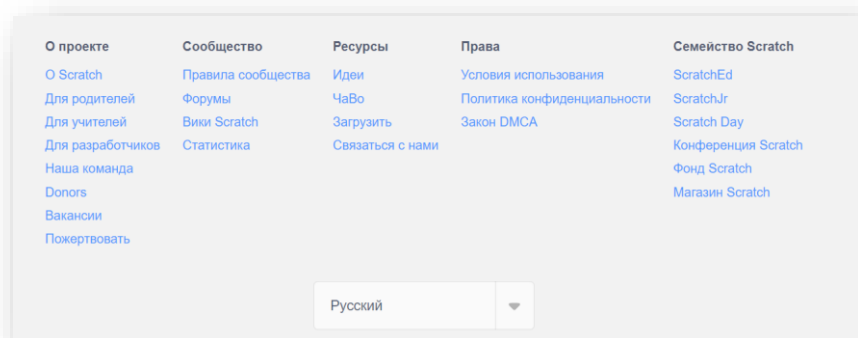 О проекте
О Scratch
Для родителей
Для учителей
Для разработчиков
Наша команда
Donors
Вакансии
Пожертвовать
Сообщество
Правила сообщества
Форумы
Вики Scratch
Статистика
Ресурсы
Идеи
ЧаВо
Загрузить
Связаться с нами
Права
Условия использования
Политика конфиденциальности
Закон DMCA
Семейство Scratch
ScratchEd
ScratchJr
Scratch Day
Конференция Scratch
Фонд Scratch
Магазин Scratch
Русский